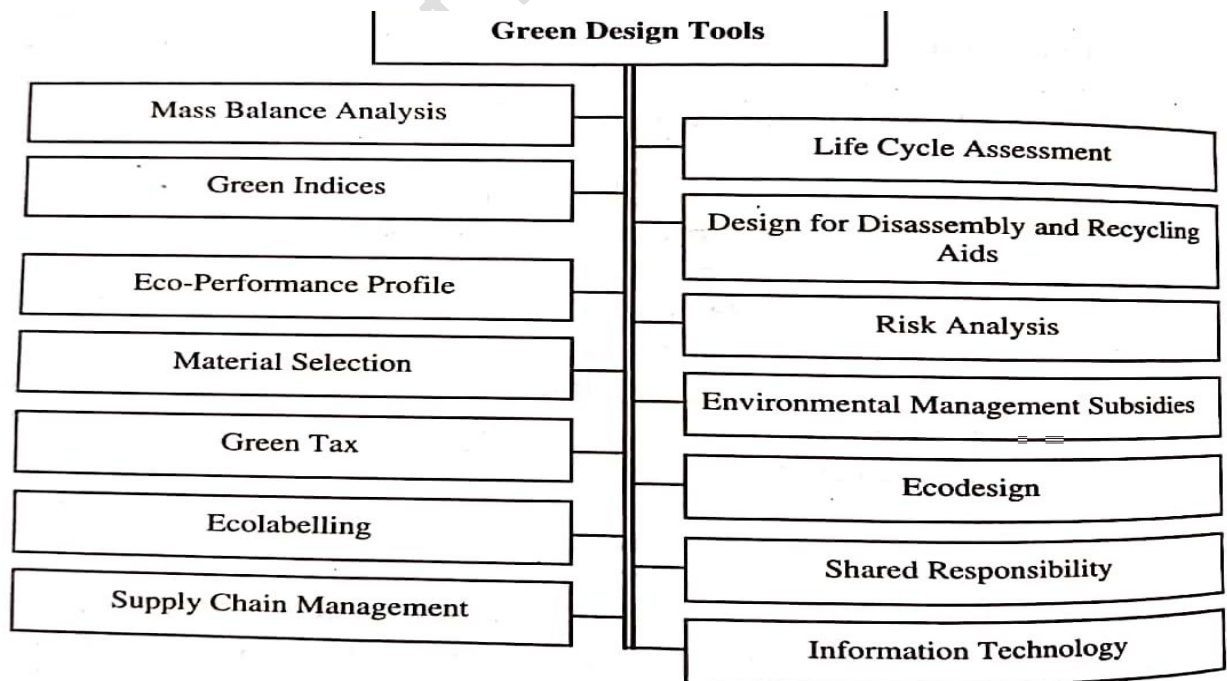 Green Design Tools
Mass Balance Analysis
Green Indices
Eco-Performance Profile
Material Selection
Green Tax
Ecolabelling
Supply Chain Management
Life Cycle Assessment
Design for Disassembly and Recycling
Aids
Risk Analysis
Environmental Management Subsidies
Ecodesign
Shared Responsibility
Information Technology